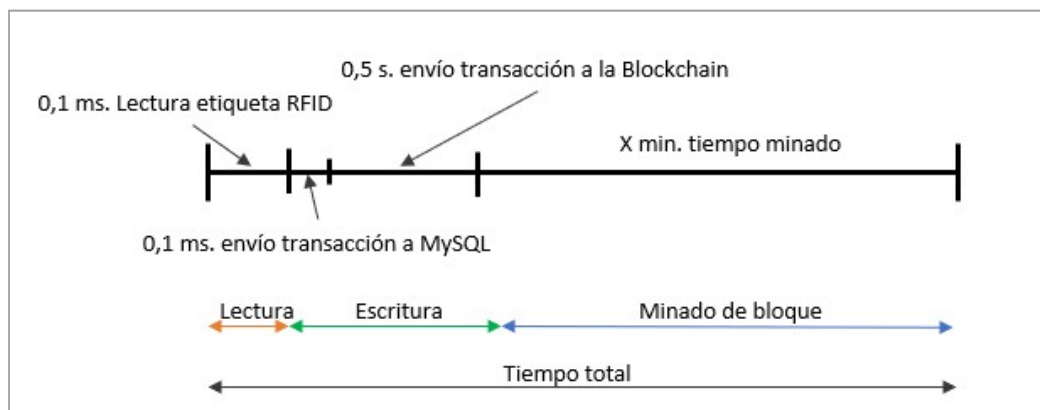 0,5 s. envío transacción a la Blockchain
0,1 ms. Lectura etiqueta RFID
X min. tiempo minado
0,1 ms. envío transacción a MySQL
Lectura
Escritura
Minado de bloque
Tiempo total